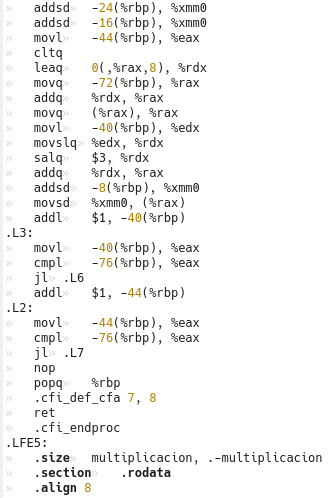 » addsd» -24(%rbp), %xmm0
» addsd» -16(%rbp), %xmm0
» movl» -44(%rbp), %eax
» cltq
» leaq» 0(,%rax,8), %rdx
» movq» -72(%rbp), %rax
» addq» %rdx, %rax
» movq» (%rax), %rax
» movl» -40(%rbp), %edx
» movslq» %edx, %rdx
» salq» $3, %rdx
» addq» %rdx, %rax
» addsd» -8(%rbp), %xmm0
» movsd» %xmm0, (%rax)
» addl» $1, -40(%rbp)
.L3:
» movl» -40(%rbp), %eax
» cmpl» -76(%rbp), %eax
» jl» .L6
» addl» $1, -44(%rbp)
.L2:
» movl» -44(%rbp), %eax
» cmpl» -76(%rbp), %eax
» jl» .L7
» nop
» popq» %rbp
» .cfi_def_cfa 7, 8
» ret
» .cfi_endproc
.LFE5:
» .size» multiplicacion, .-multiplicacion
» .section» .rodata
» .align 8